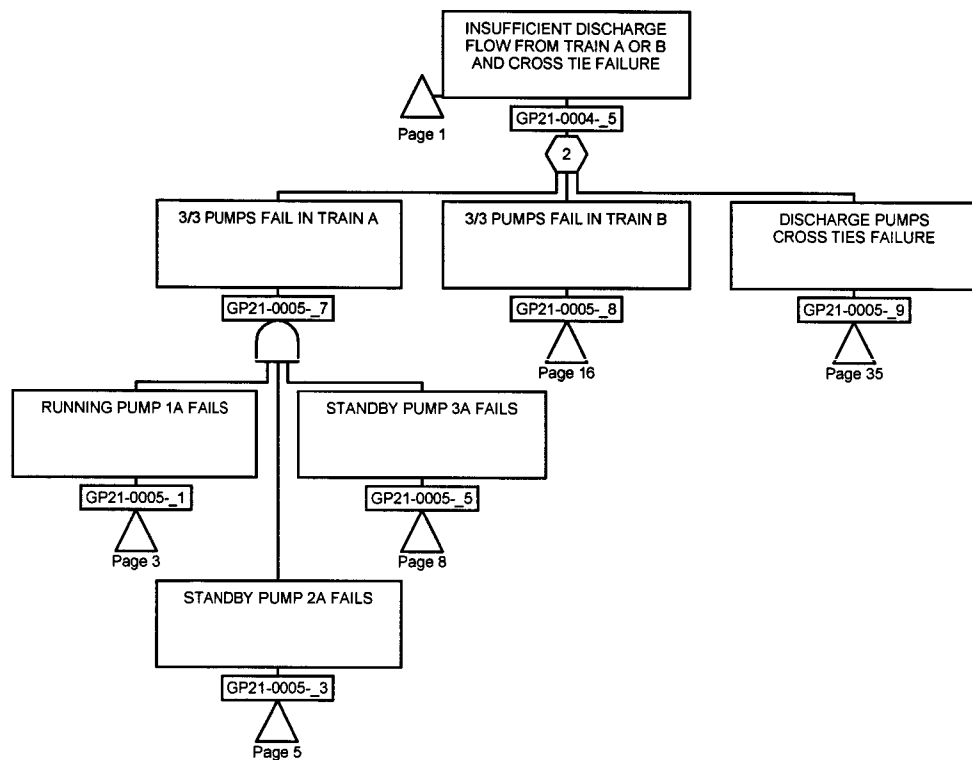 INSUFFICIENT DISCHARGE
FLOW FROM TRAIN A OR B
AND CROSS TIE FAILURE
Page 1
GP21-0004-_5
2
3/3 PUMPS FAIL IN TRAIN A
3/3 PUMPS FAIL IN TRAIN B
DISCHARGE PUMPS
CROSS TIES FAILURE
GP21-0005-_7
GP21-0005-_8
GP21-0005-_9
Page 16
Page 35
RUNNING PUMP 1A FAILS
STANDBY PUMP 3A FAILS
GP21-0005-_1
GP21-0005-_5
Page 3
Page 8
STANDBY PUMP 2A FAILS
GP21-0005-_3
Page 5